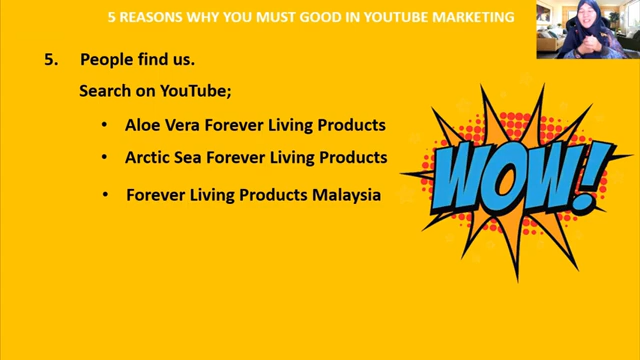 5 REASONS WHY YOU MUST GOOD IN YOUTUBE MARKETING
5. People find us.
Search on YouTube;
• Aloe Vera Forever Living Products
• Arctic Sea Forever Living Products
• Forever Living Products Malaysia
WOW!